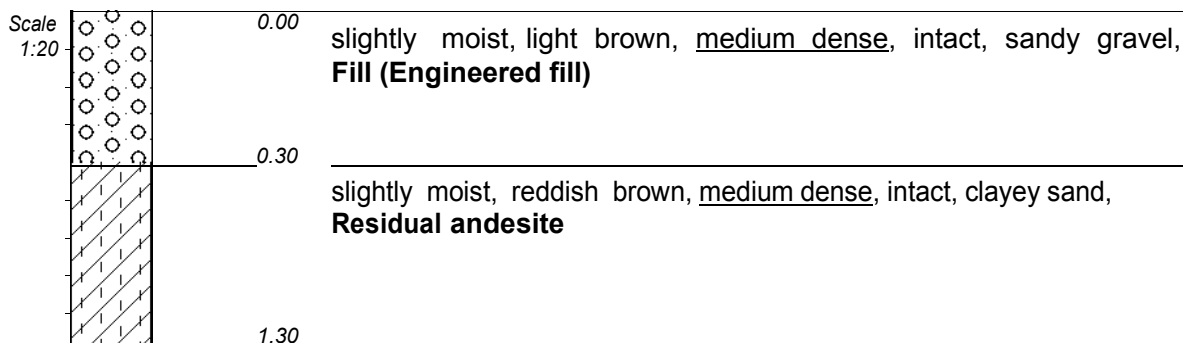 Scale
1:20
0.00
slightly moist, light brown, medium dense, intact, sandy gravel,
Fill (Engineered fill)
0.30
slightly moist, reddish brown, medium dense, intact, clayey sand,
Residual andesite
1.30